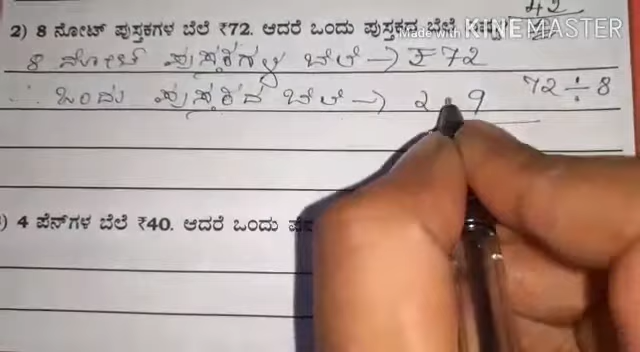 42
2) 8 ನೋಟ್ ಪುಸ್ತಕಗಳ ಬೆಲೆ ₹72. ಆದರೆ ಒಂದು ಪುಸ್ತಕದ ಬೆಲೆ
Made with KINEMASTER
8 ನೋಟ್ ಪುಸ್ತಕಗಳ ಬೆಲೆ → ₹72
∴ ಒಂದು ಪುಸ್ತಕದ ಬೆಲೆ → 9 72 ÷ 8
4 ಪೆನ್‌ಗಳ ಬೆಲೆ ₹40. ಆದರೆ ಒಂದು